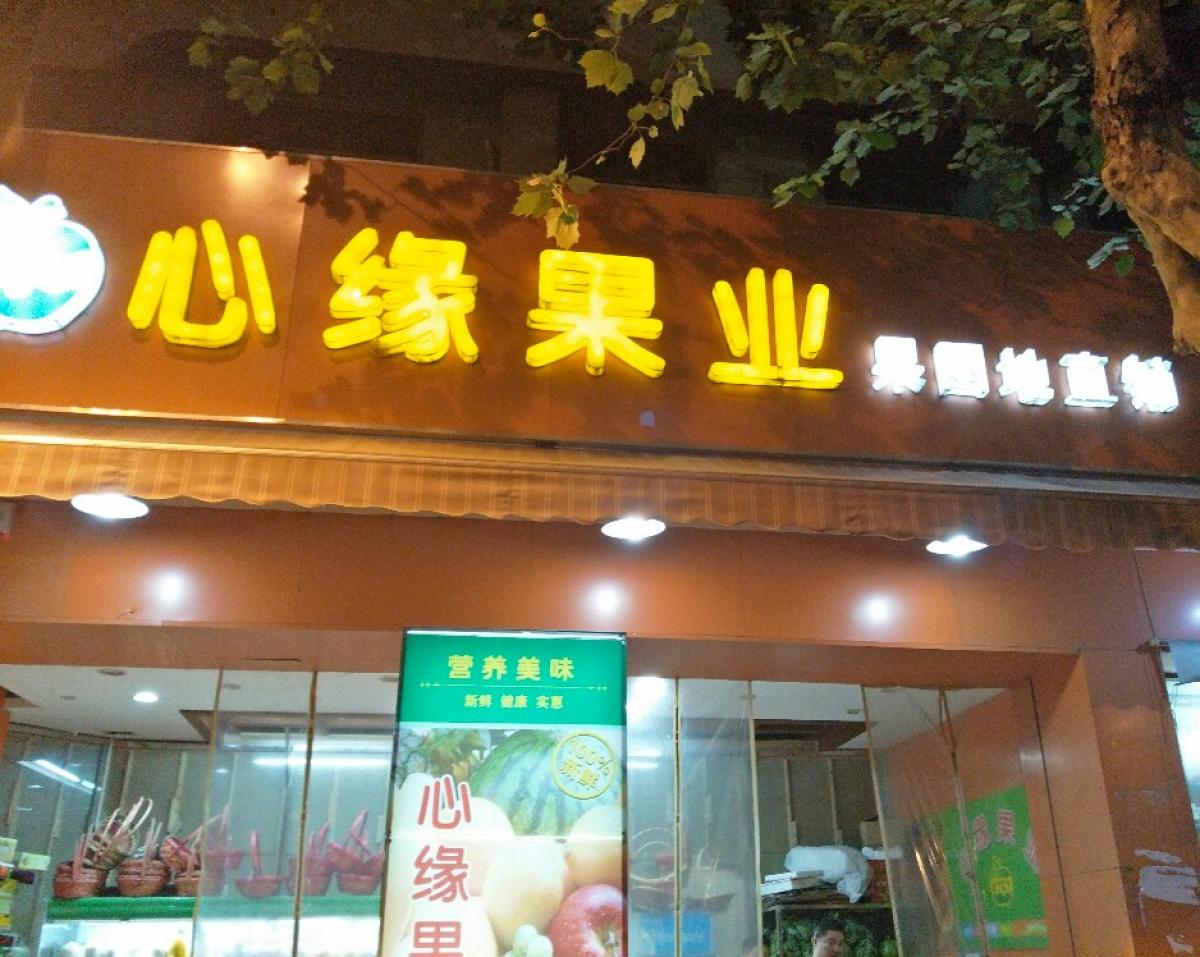 心缘果业
果园地直销
营养美味
新鲜 健康 实惠
100%
新鲜
心缘果